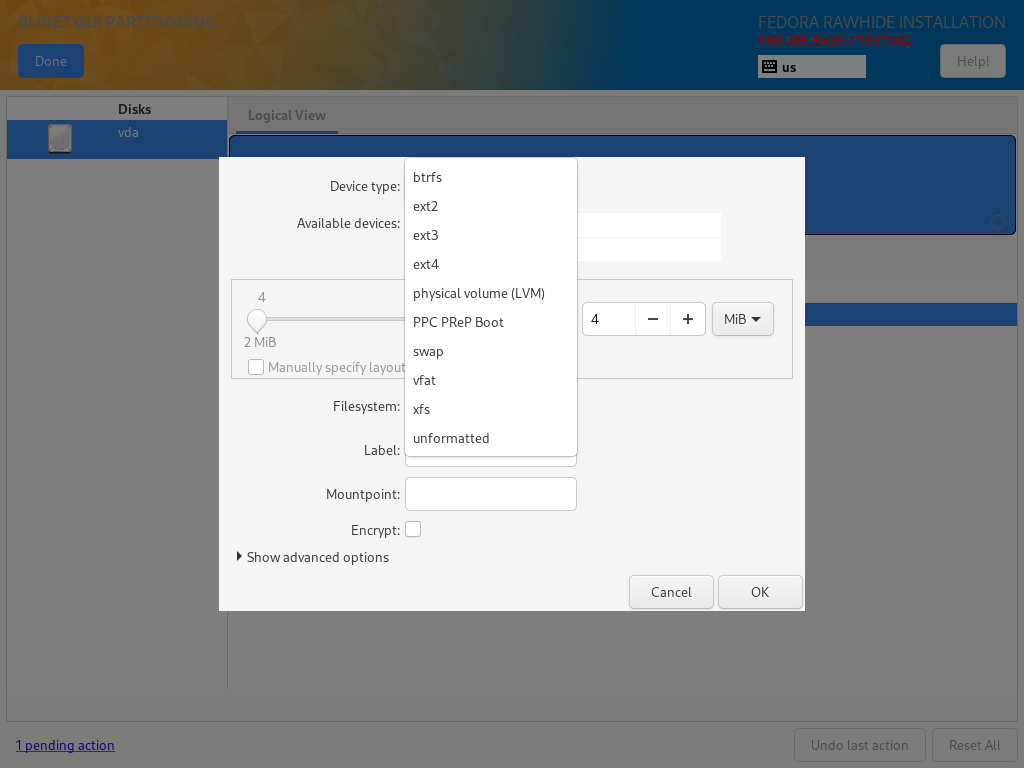 BLIVET GUI PARTITIONING
FEDORA RAWHIDE INSTALLATION
PRE-RELEASE / TESTING
Done
us
Help!
Disks
vda
Logical View
Device type:
Available devices:
btrfs
ext2
ext3
ext4
physical volume (LVM)
PPC PReP Boot
swap
vfat
xfs
unformatted
4
2 MiB
4
MiB
Manually specify layout
Filesystem:
Label:
Mountpoint:
Encrypt:
Show advanced options
Cancel
OK
1 pending action
Undo last action
Reset All